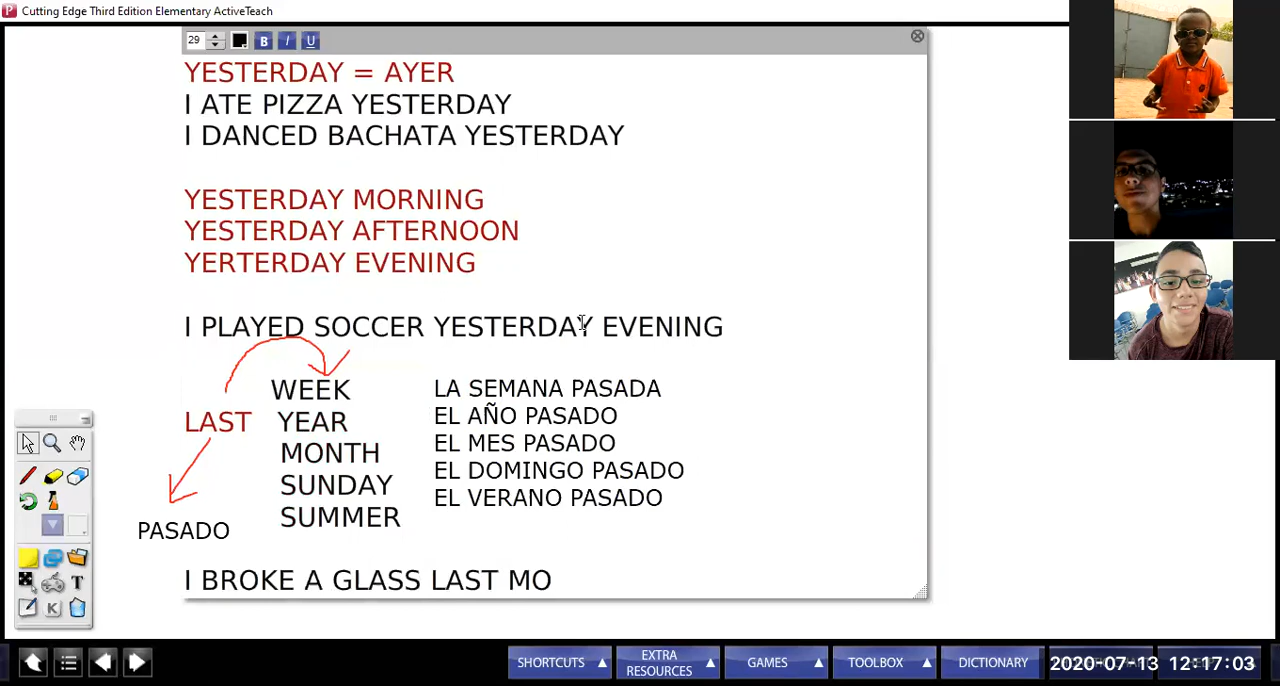 Cutting Edge Third Edition Elementary ActiveTeach
29 B I U
YESTERDAY = AYER
I ATE PIZZA YESTERDAY
I DANCED BACHATA YESTERDAY
YESTERDAY MORNING
YESTERDAY AFTERNOON
YERTERDAY EVENING
I PLAYED SOCCER YESTERDAY EVENING
WEEK LA SEMANA PASADA
LAST YEAR EL AÑO PASADO
MONTH EL MES PASADO
SUNDAY EL DOMINGO PASADO
SUMMER EL VERANO PASADO
PASADO
I BROKE A GLASS LAST MO
T
K
SHORTCUTS EXTRA RESOURCES GAMES TOOLBOX DICTIONARY 2020-07-13 12:17:03